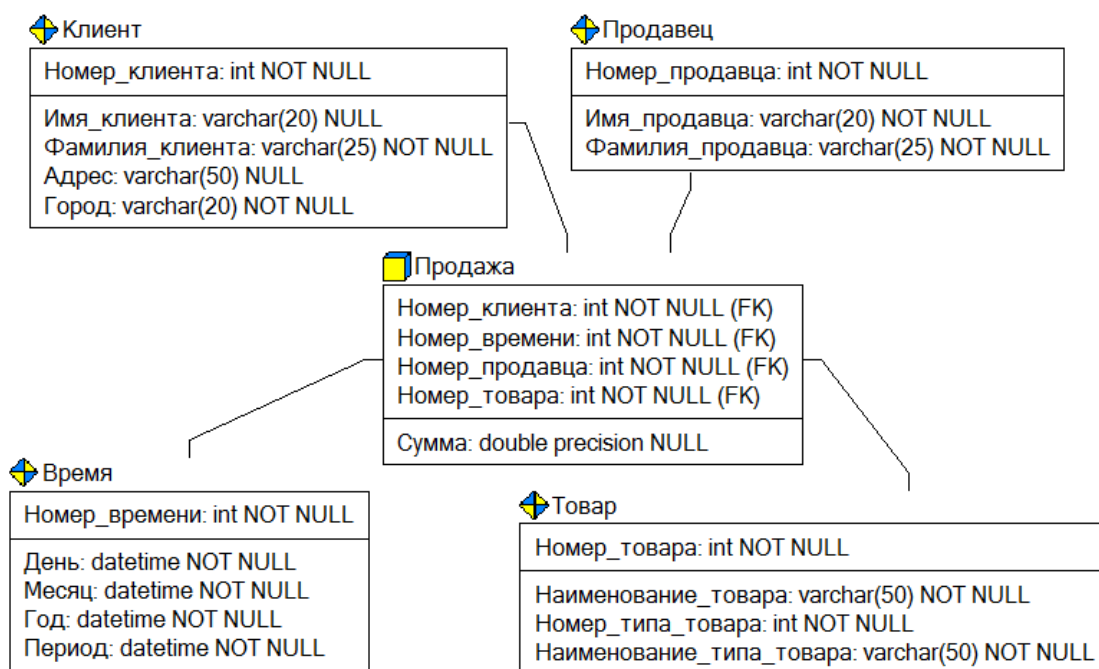 Клиент
Номер_клиента: int NOT NULL
Имя_клиента: varchar(20) NULL
Фамилия_клиента: varchar(25) NOT NULL
Адрес: varchar(50) NULL
Город: varchar(20) NOT NULL
Продавец
Номер_продавца: int NOT NULL
Имя_продавца: varchar(20) NOT NULL
Фамилия_продавца: varchar(25) NOT NULL
Продажа
Номер_клиента: int NOT NULL (FK)
Номер_времени: int NOT NULL (FK)
Номер_продавца: int NOT NULL (FK)
Номер_товара: int NOT NULL (FK)
Сумма: double precision NULL
Время
Номер_времени: int NOT NULL
День: datetime NOT NULL
Месяц: datetime NOT NULL
Год: datetime NOT NULL
Период: datetime NOT NULL
Товар
Номер_товара: int NOT NULL
Наименование_товара: varchar(50) NOT NULL
Номер_типа_товара: int NOT NULL
Наименование_типа_товара: varchar(50) NOT NULL